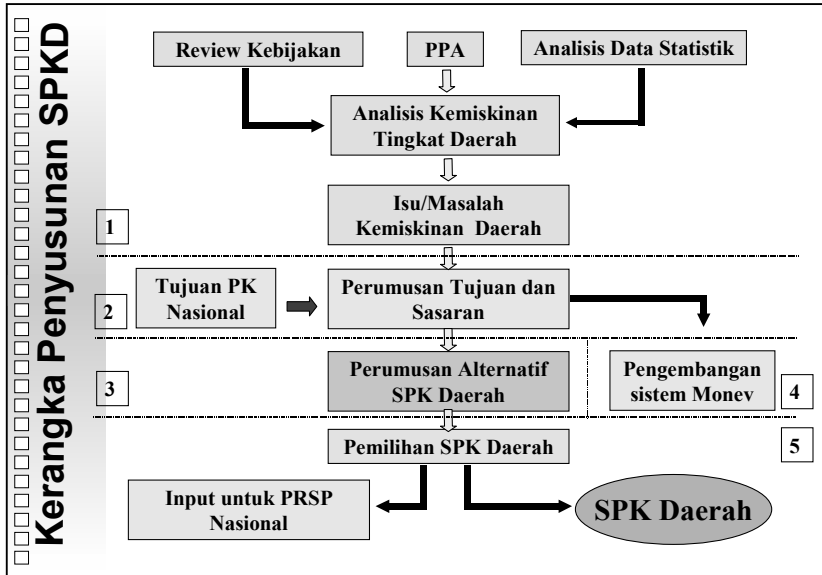 Kerangka Penyusunan SPKD
Review Kebijakan
PPA
Analisis Data Statistik
Analisis Kemiskinan
Tingkat Daerah
Isu/Masalah
Kemiskinan Daerah
1
Tujuan PK
Nasional
Perumusan Tujuan dan
Sasaran
2
Perumusan Alternatif
SPK Daerah
3
Pengembangan
sistem Monev
4
Pemilihan SPK Daerah
5
Input untuk PRSP
Nasional
SPK Daerah